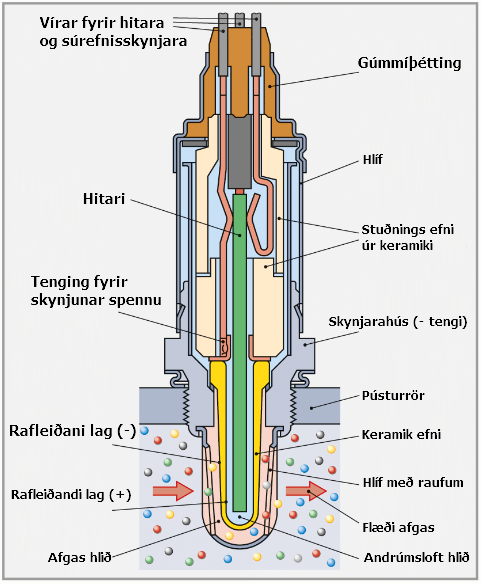 Vírar fyrir hitara
og súrefnisskynjara
Gúmmíþétting
Hlíf
Hitari
Stuðnings efni
úr keramiki
Tenging fyrir
skynjunar spennu
Skynjarahús (- tengi)
Pústurrör
Rafleiðani lag (-)
Keramik efni
Rafleiðandi lag (+)
Hlíf með raufum
Flæði afgas
Afgas hlið
Andrúmsloft hlið